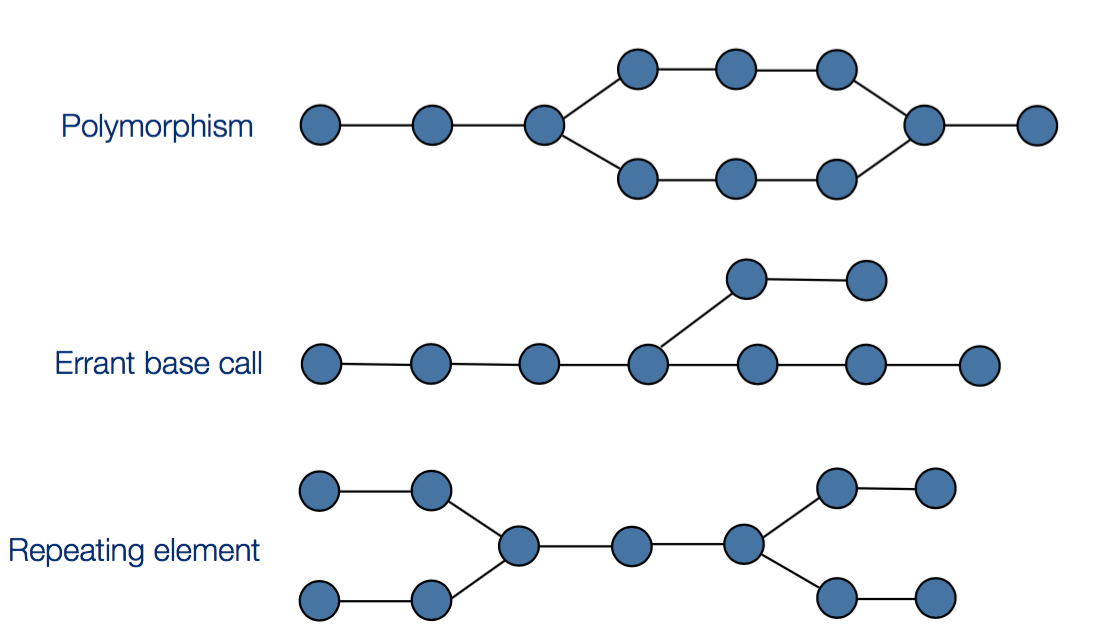 Polymorphism
Errant base call
Repeating element